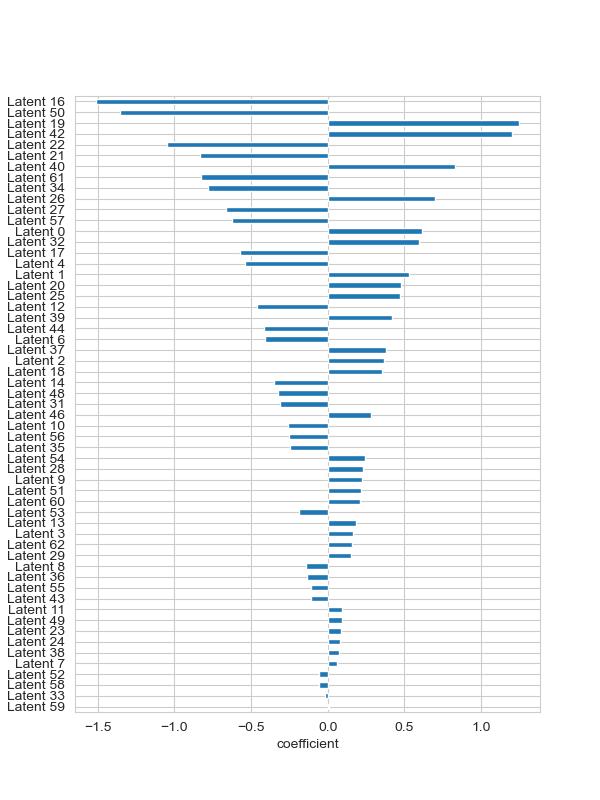 Latent 16
Latent 50
Latent 19
Latent 42
Latent 22
Latent 21
Latent 40
Latent 61
Latent 34
Latent 26
Latent 27
Latent 57
Latent 0
Latent 32
Latent 17
Latent 4
Latent 1
Latent 20
Latent 25
Latent 12
Latent 39
Latent 44
Latent 6
Latent 37
Latent 2
Latent 18
Latent 14
Latent 48
Latent 31
Latent 46
Latent 10
Latent 56
Latent 35
Latent 54
Latent 28
Latent 9
Latent 51
Latent 60
Latent 53
Latent 13
Latent 3
Latent 62
Latent 29
Latent 8
Latent 36
Latent 55
Latent 43
Latent 11
Latent 49
Latent 23
Latent 24
Latent 38
Latent 7
Latent 52
Latent 58
Latent 33
Latent 59
−1.5 −1.0 −0.5 0.0 0.5 1.0
coefficient